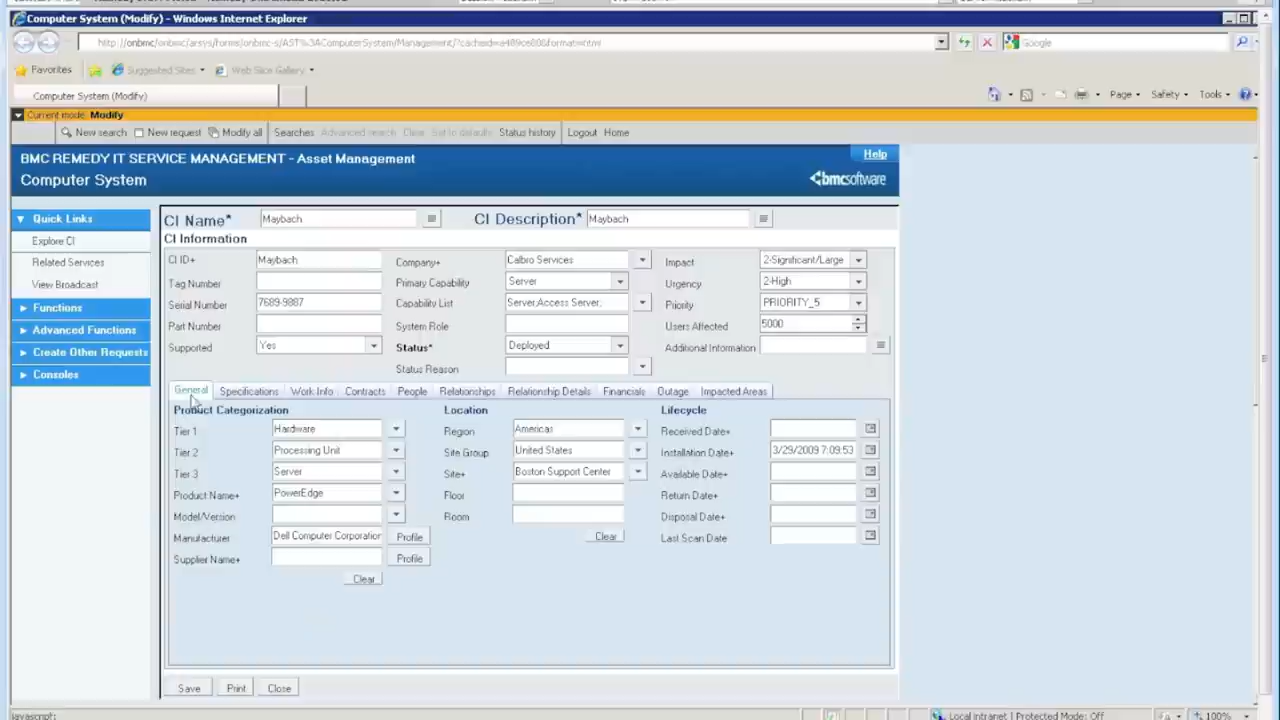 Computer System (Modify) - Windows Internet Explorer
Google
Favorites Suggested Sites Web Slice Gallery
Computer System (Modify) Page Safety Tools
Current mode: Modify
New search New request Modify all Searches Advanced search Clear Set to defaults Status history Logout Home
BMC REMEDY IT SERVICE MANAGEMENT - Asset Management Help
Computer System bmcsoftware
Quick Links
Explore CI
Related Services
View Broadcast
Functions
Advanced Functions
Create Other Requests
Consoles
CI Name* Maybach CI Description* Maybach
CI Information
CI ID+ Maybach Company+ Calbro Services Impact 2-Significant/Large
Tag Number Primary Capability Server Urgency 2-High
Serial Number 7689-9887 Capability List Server;Access Server; Priority PRIORITY_5
Part Number System Role Users Affected 5000
Supported Yes Status* Deployed Additional Information
Status Reason
General Specifications Work Info Contracts People Relationships Relationship Details Financials Outage Impacted Areas
Product Categorization Location Lifecycle
Tier 1 Hardware Region Americas Received Date+
Tier 2 Processing Unit Site Group United States Installation Date+ 3/29/2009 7:09:53
Tier 3 Server Site+ Boston Support Center Available Date+
Product Name+ PowerEdge Floor Return Date+
Model/Version Room Disposal Date+
Manufacturer Dell Computer Corporation Profile Clear Last Scan Date
Supplier Name+ Profile
Clear
Save Print Close
javascript: Local intranet | Protected Mode: Off 100%